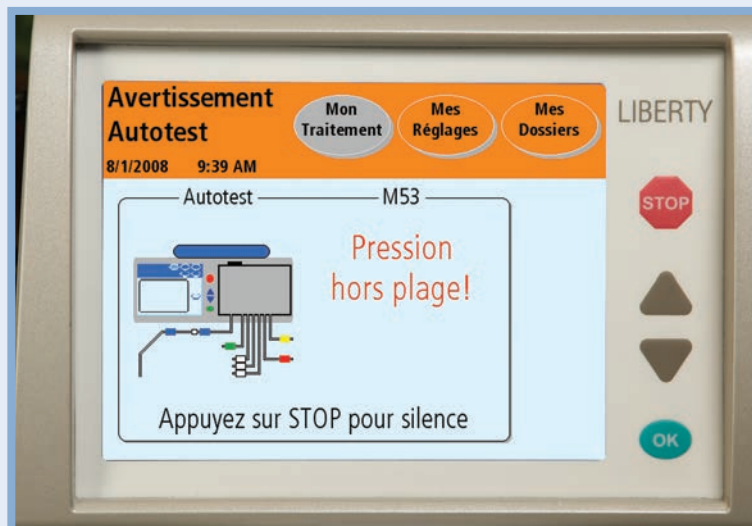 Avertissement
Autotest
8/1/2008 9:39 AM
Mon
Traitement
Mes
Réglages
Mes
Dossiers
LIBERTY
STOP
Autotest
M53
Pression
hors plage!
Appuyez sur STOP pour silence
OK